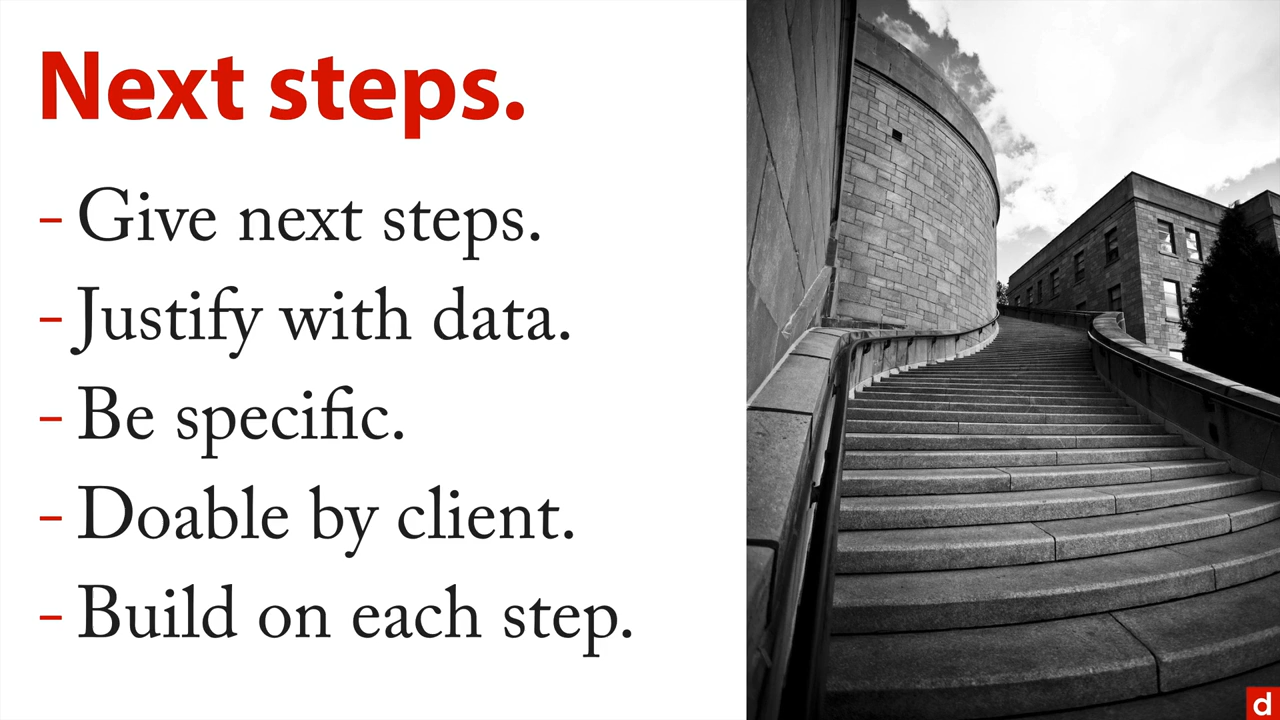 Next steps.
- Give next steps.
- Justify with data.
- Be specific.
- Doable by client.
- Build on each step.
d